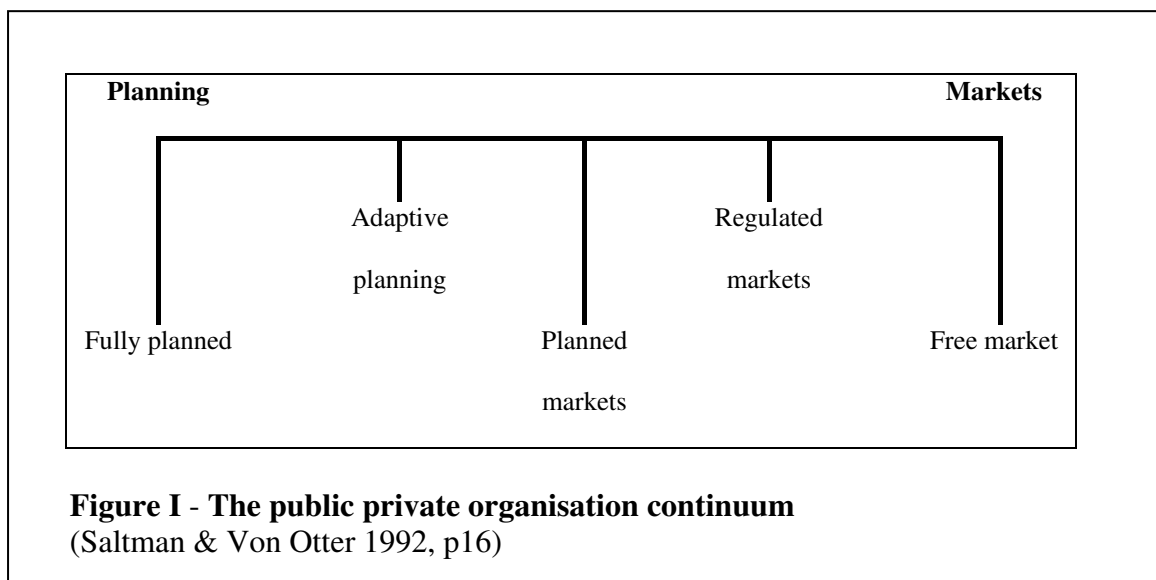 Planning Markets
Adaptive Regulated
planning markets
Fully planned Planned Free market
markets
Figure I - The public private organisation continuum
(Saltman & Von Otter 1992, p16)